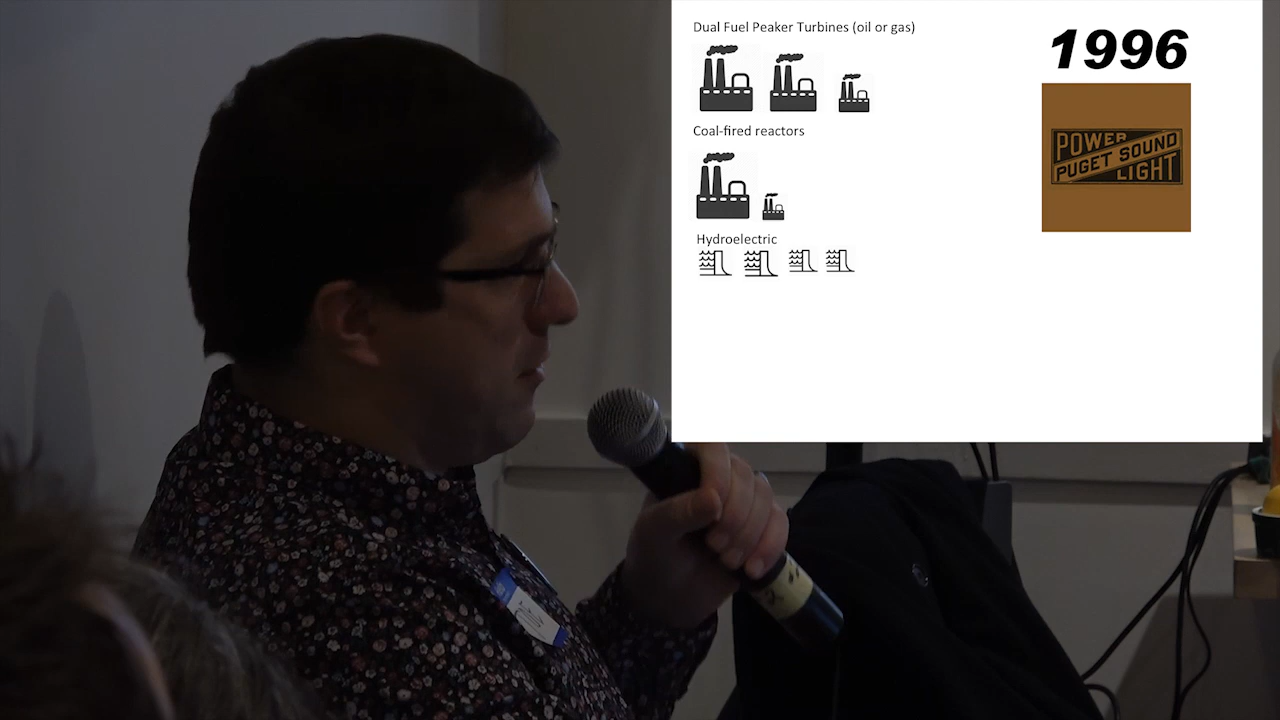 Dual Fuel Peaker Turbines (oil or gas)
1996
POWER
PUGET SOUND
LIGHT
Coal-fired reactors
Hydroelectric